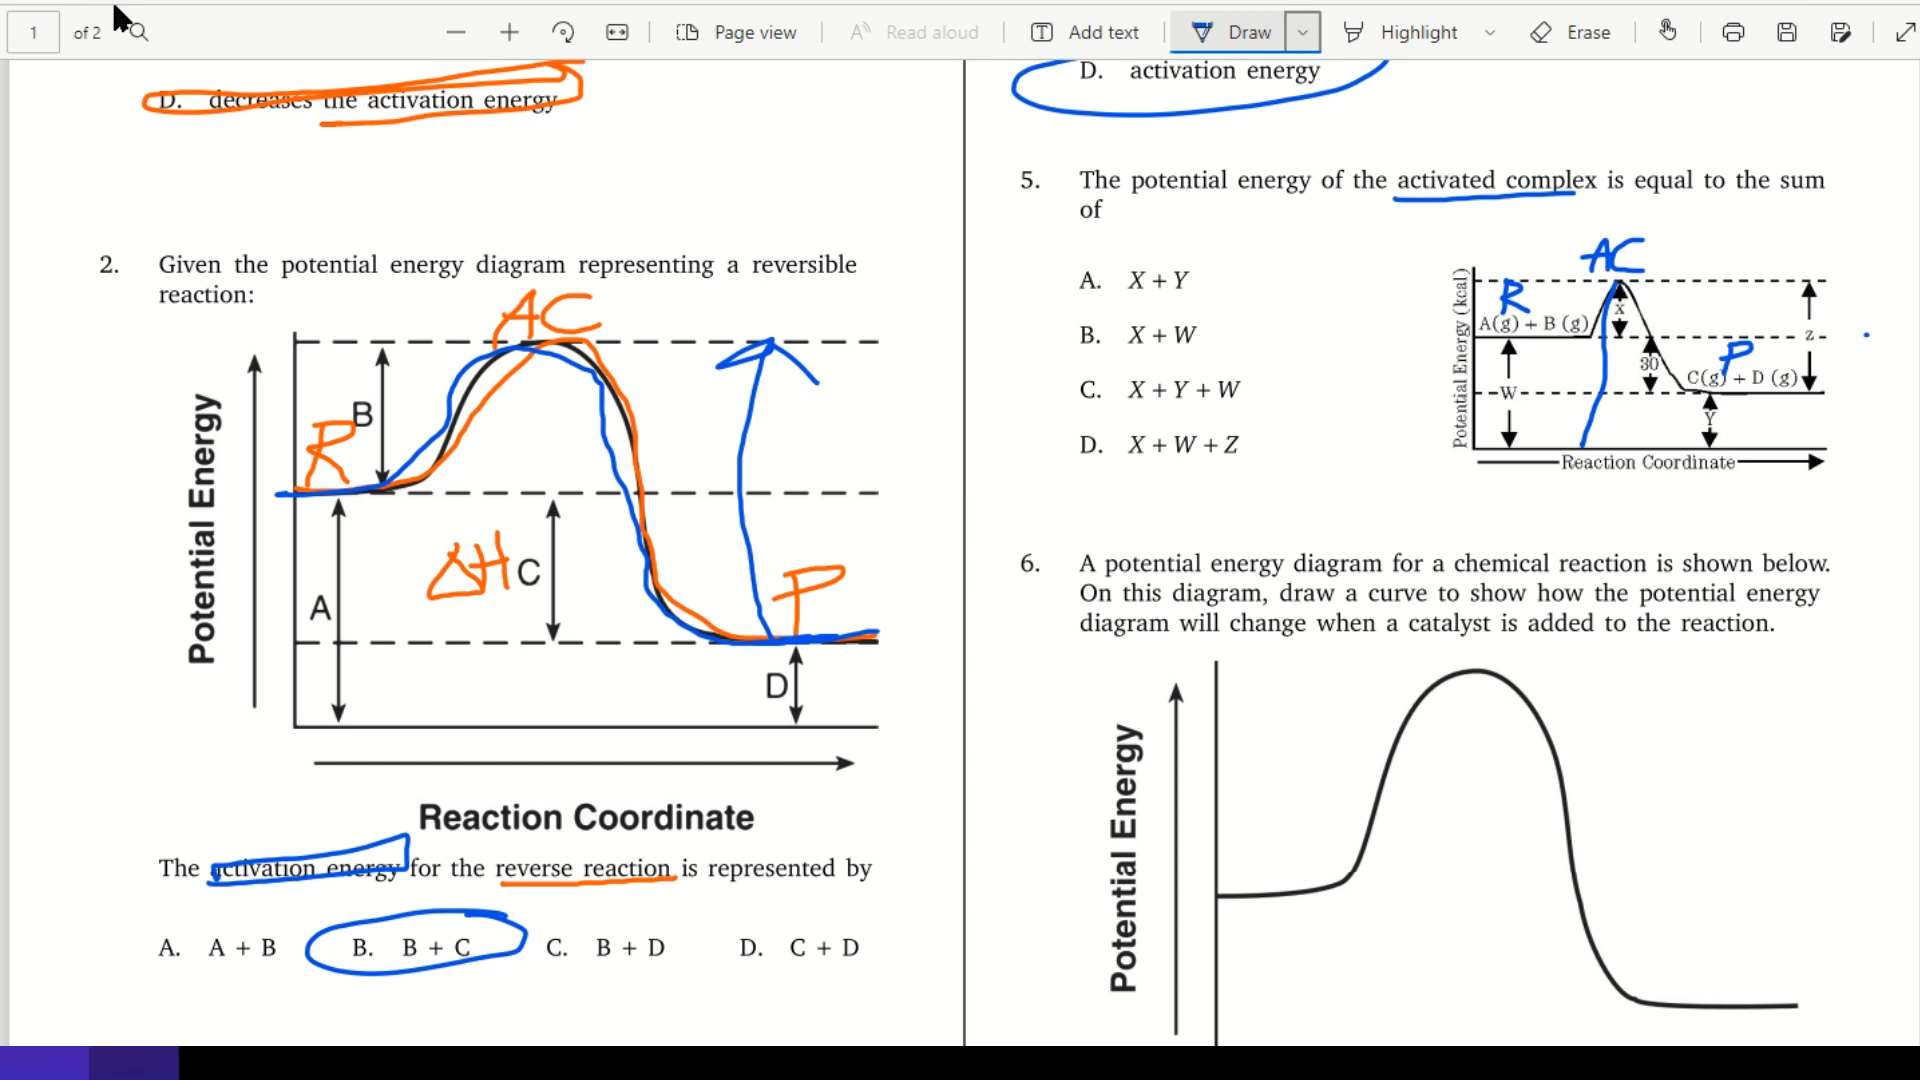 1 of 2 Page view Read aloud Add text Draw Highlight Erase
D. decreases the activation energy
2. Given the potential energy diagram representing a reversible
reaction:
AC
B
R
Potential Energy
ΔH C
A
P
D
Reaction Coordinate
The activation energy for the reverse reaction is represented by
A. A + B B. B + C C. B + D D. C + D
D. activation energy
5. The potential energy of the activated complex is equal to the sum
of
A. X + Y
B. X + W
C. X + Y + W
D. X + W + Z
AC
R
Potential Energy (kcal)
A(g) + B (g)
x
z
P
30
C(g) + D (g)
W
Y
Reaction Coordinate
6. A potential energy diagram for a chemical reaction is shown below.
On this diagram, draw a curve to show how the potential energy
diagram will change when a catalyst is added to the reaction.
Potential Energy